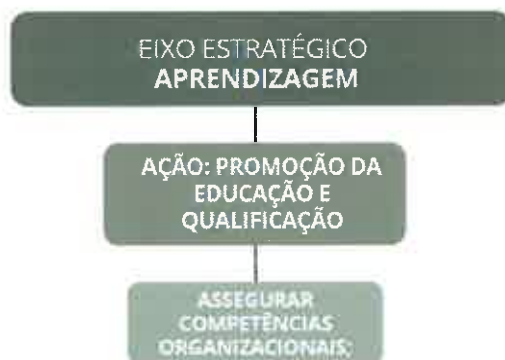 EIXO ESTRATÉGICO
APRENDIZAGEM
AÇÃO: PROMOÇÃO DA
EDUCAÇÃO E
QUALIFICAÇÃO
ASSEGURAR
COMPETÊNCIAS
ORGANIZACIONAIS;